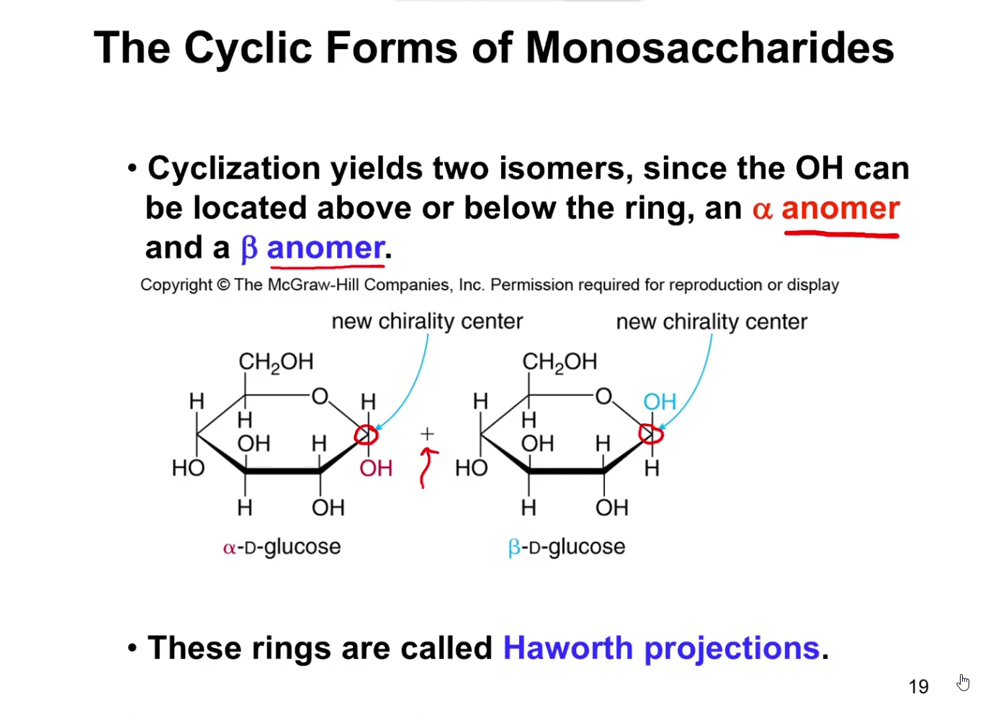 The Cyclic Forms of Monosaccharides
• Cyclization yields two isomers, since the OH can
be located above or below the ring, an α anomer
and a β anomer.
Copyright © The McGraw-Hill Companies, Inc. Permission required for reproduction or display
new chirality center new chirality center
CH₂OH CH₂OH
O O
H H H OH
H H
OH H OH H
HO OH HO H
+
H OH H OH
α-D-glucose β-D-glucose
• These rings are called Haworth projections.
19